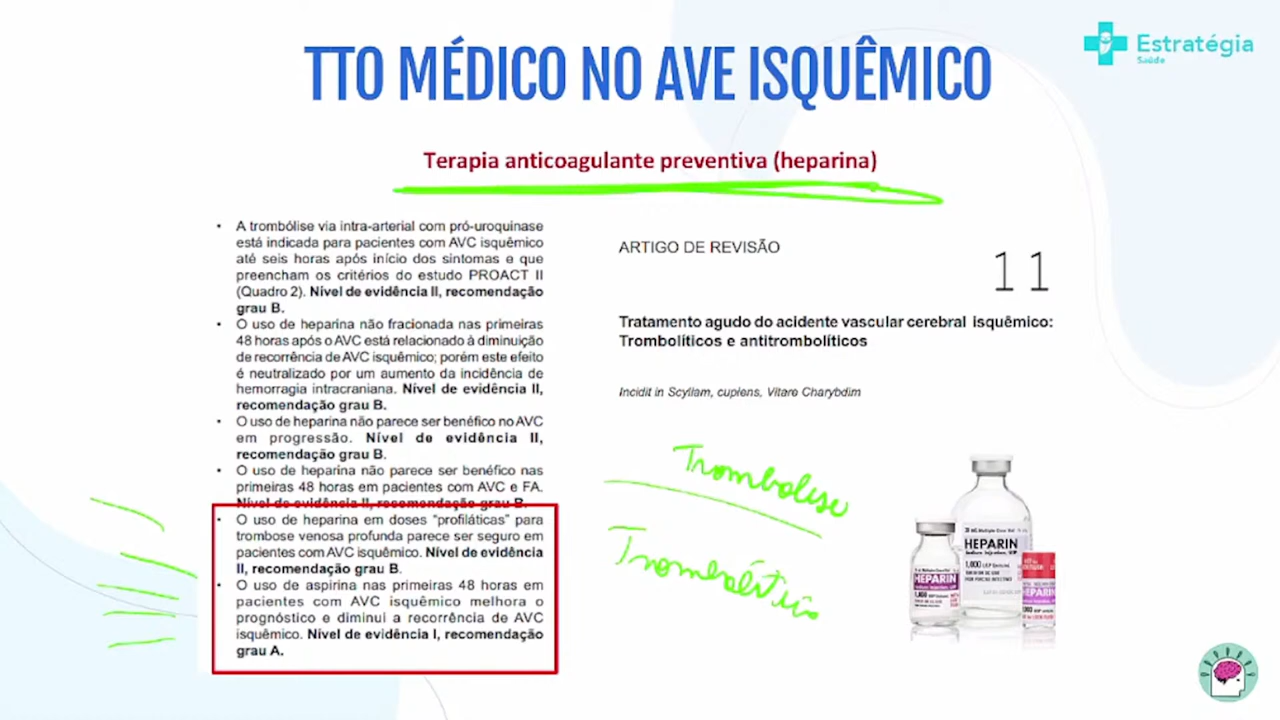 TTO MÉDICO NO AVE ISQUÊMICO
Estratégia
Saúde
Terapia anticoagulante preventiva (heparina)
• A trombólise via intra-arterial com pró-uroquinase
está indicada para pacientes com AVC isquêmico
até seis horas após início dos sintomas e que
preencham os critérios do estudo PROACT II
(Quadro 2). Nível de evidência II, recomendação
grau B.
• O uso de heparina não fracionada nas primeiras
48 horas após o AVC está relacionado à diminuição
de recorrência de AVC isquêmico; porém este efeito
é neutralizado por um aumento da incidência de
hemorragia intracraniana. Nível de evidência II,
recomendação grau B.
• O uso de heparina não parece ser benéfico no AVC
em progressão. Nível de evidência II,
recomendação grau B.
• O uso de heparina não parece ser benéfico nas
primeiras 48 horas em pacientes com AVC e FA.
Nível de evidência II, recomendação grau B.
• O uso de heparina em doses "profiláticas" para
trombose venosa profunda parece ser seguro em
pacientes com AVC isquêmico. Nível de evidência
II, recomendação grau B.
• O uso de aspirina nas primeiras 48 horas em
pacientes com AVC isquêmico melhora o
prognóstico e diminui a recorrência de AVC
isquêmico. Nível de evidência I, recomendação
grau A.
ARTIGO DE REVISÃO
11
Tratamento agudo do acidente vascular cerebral isquêmico:
Trombolíticos e antitrombolíticos
Incidit in Scyllam, cupiens, Vitare Charybdim
Trombolise
Trombolítico
HEPARIN
1,000
HEPARIN
1,000
HEPARIN